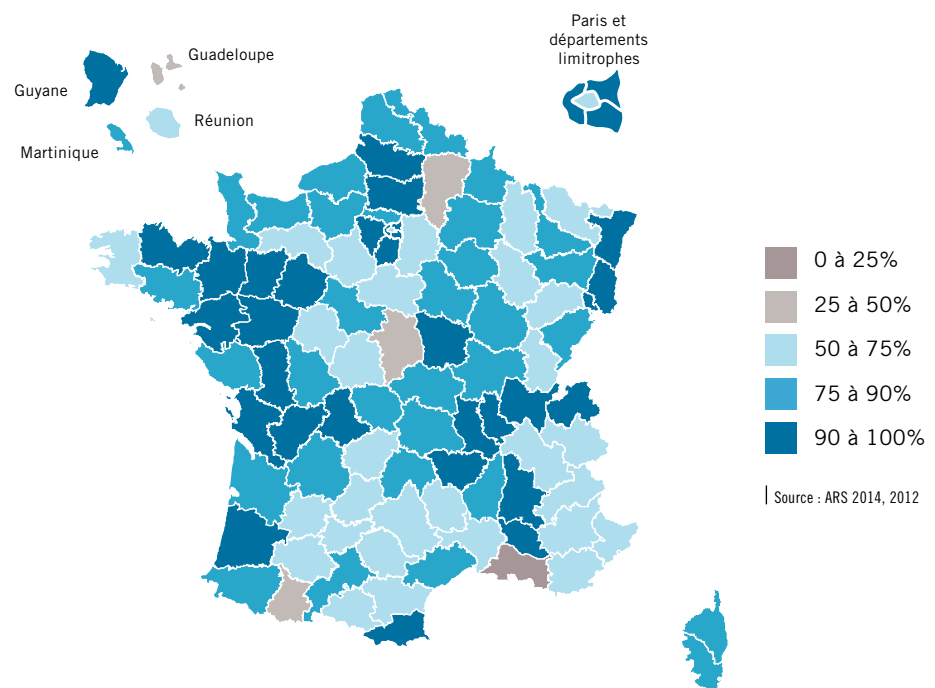 Paris et
départements
limitrophes
Guadeloupe
Guyane
Réunion
Martinique
0 à 25%
25 à 50%
50 à 75%
75 à 90%
90 à 100%
Source : ARS 2014, 2012